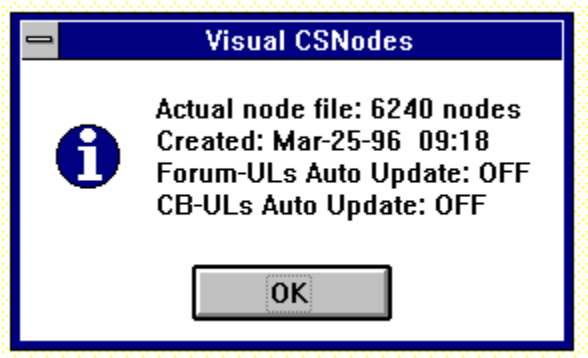 Visual CSNodes
Actual node file: 6240 nodes
Created: Mar-25-96  09:18
Forum-ULs Auto Update: OFF
CB-ULs Auto Update: OFF
OK